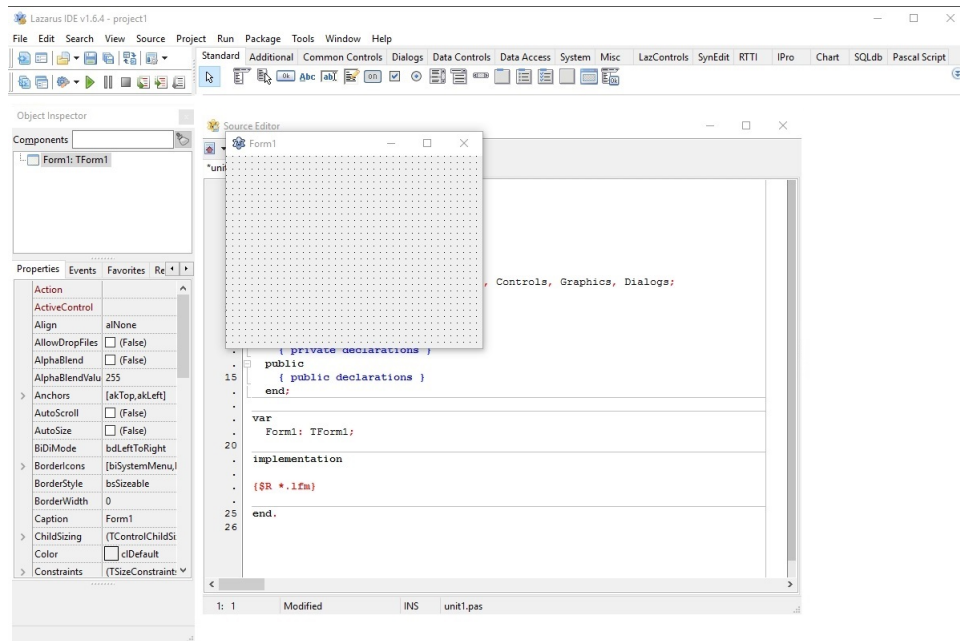 Lazarus IDE v1.6.4 - project1
File Edit Search View Source Project Run Package Tools Window Help
Standard Additional Common Controls Dialogs Data Controls Data Access System Misc LazControls SynEdit RTTI IPro Chart SQLdb Pascal Script
Ok Abc ab on
Object Inspector
Components
Form1: TForm1
Properties Events Favorites Re
Action
ActiveControl
Align alNone
AllowDropFiles (False)
AlphaBlend (False)
AlphaBlendValu 255
Anchors [akTop,akLeft]
AutoScroll (False)
AutoSize (False)
BiDiMode bdLeftToRight
BorderIcons [biSystemMenu,
BorderStyle bsSizeable
BorderWidth 0
Caption Form1
ChildSizing (TControlChildSi
Color clDefault
Constraints (TSizeConstraint
Source Editor
Form1
*uni
, Controls, Graphics, Dialogs;
{ private declarations }
public
15 { public declarations }
end;
var
Form1: TForm1;
20
implementation
{$R *.lfm}
25 end.
26
1: 1 Modified INS unit1.pas